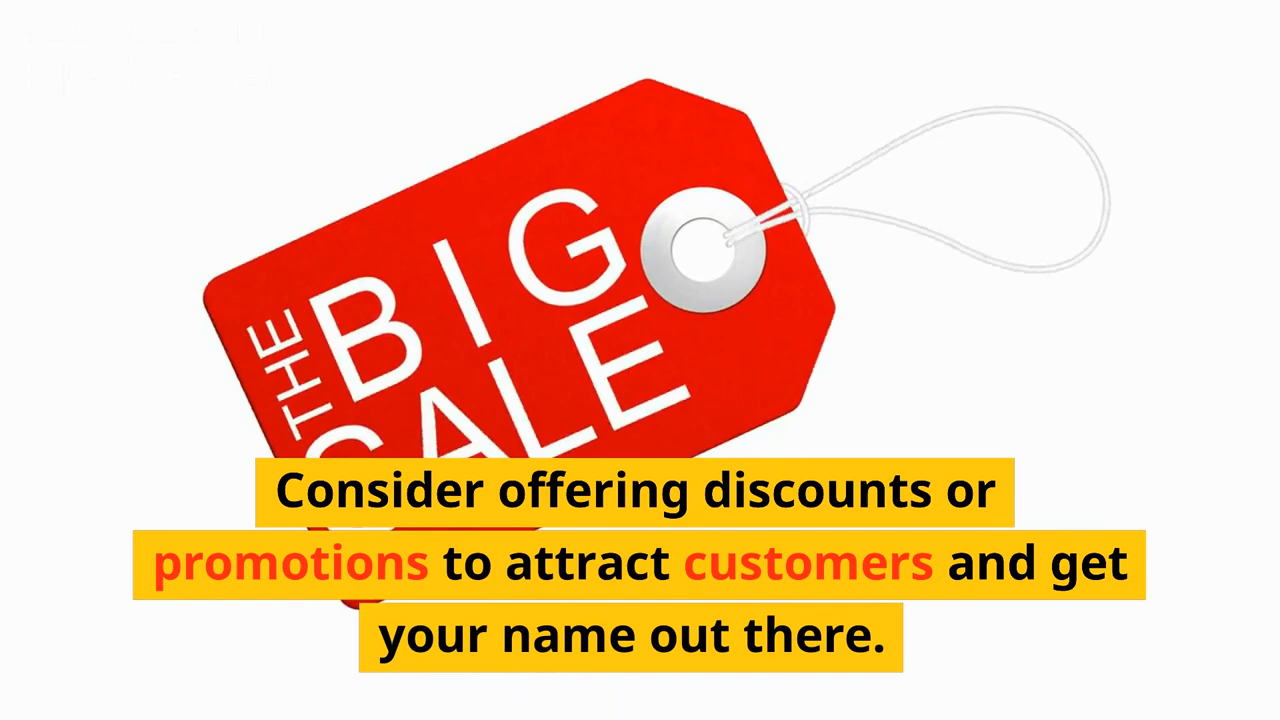 THE
BIG
SALE
Consider offering discounts or
promotions to attract customers and get
your name out there.